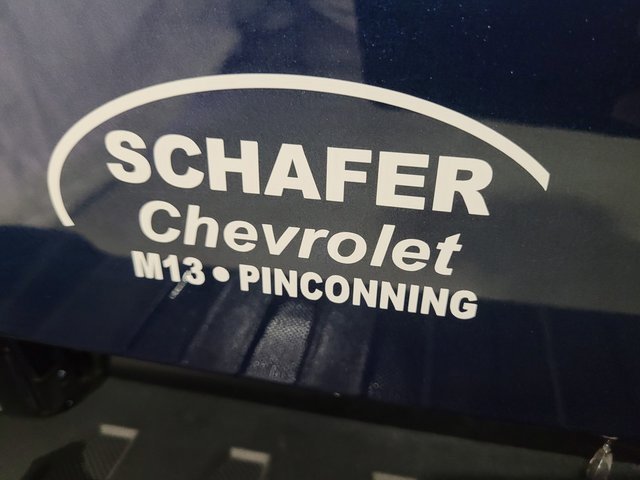 SCHAFER
Chevrolet
M13 • PINCONNING